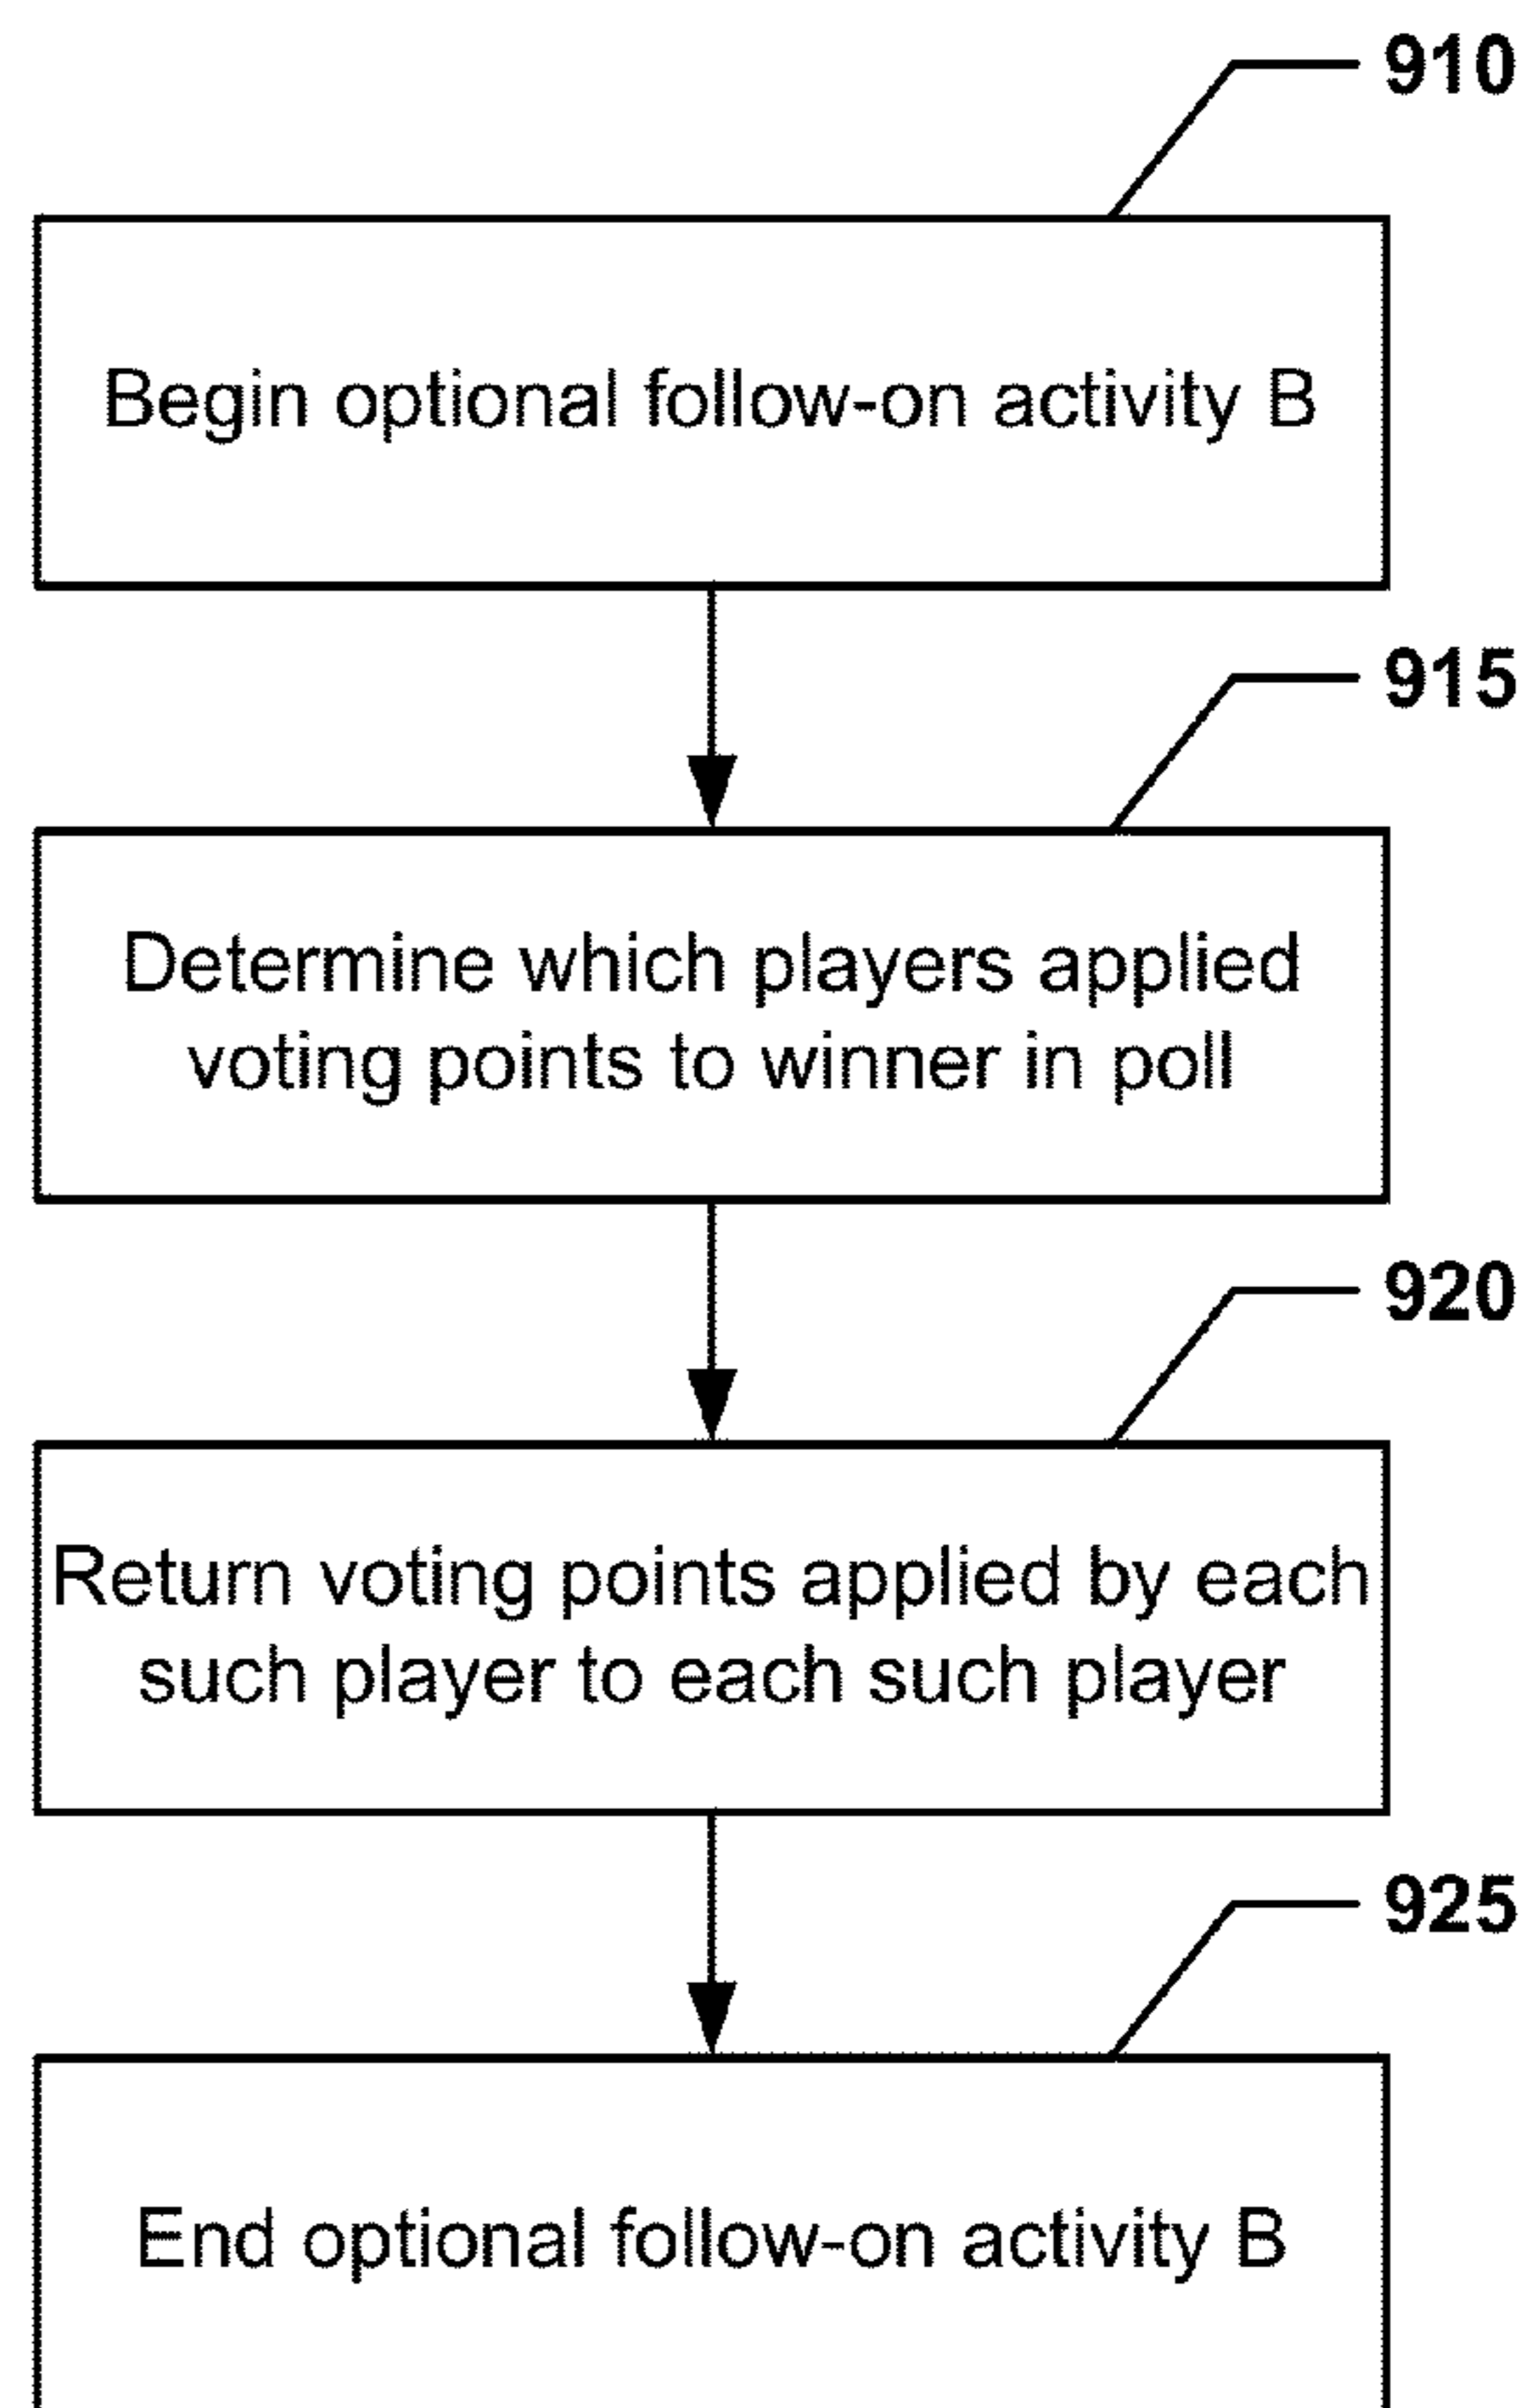 910
Begin optional follow-on activity B
915
Determine which players applied
voting points to winner in poll
920
Return voting points applied by each
such player to each such player
925
End optional follow-on activity B